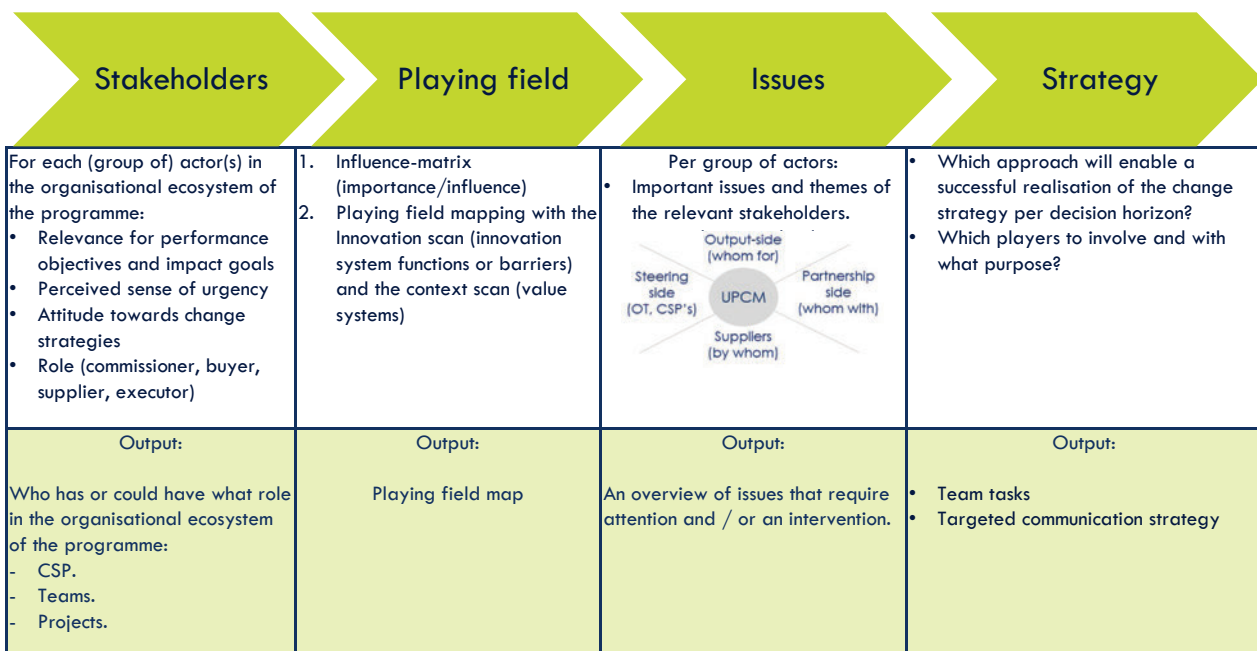 Stakeholders
Playing field
Issues
Strategy
For each (group of) actor(s) in
the organisational ecosystem of
the programme:
• Relevance for performance
objectives and impact goals
• Perceived sense of urgency
• Attitude towards change
strategies
• Role (commissioner, buyer,
supplier, executor)
1. Influence-matrix
(importance/influence)
2. Playing field mapping with the
Innovation scan (innovation
system functions or barriers)
and the context scan (value
systems)
Per group of actors:
• Important issues and themes of
the relevant stakeholders.
Output-side
(whom for)
Steering
side
(OT, CSP's)
UPCM
Partnership
side
(whom with)
Suppliers
(by whom)
• Which approach will enable a
successful realisation of the change
strategy per decision horizon?
• Which players to involve and with
what purpose?
Output:
Who has or could have what role
in the organisational ecosystem
of the programme:
- CSP.
- Teams.
- Projects.
Output:
Playing field map
Output:
An overview of issues that require
attention and / or an intervention.
Output:
• Team tasks
• Targeted communication strategy